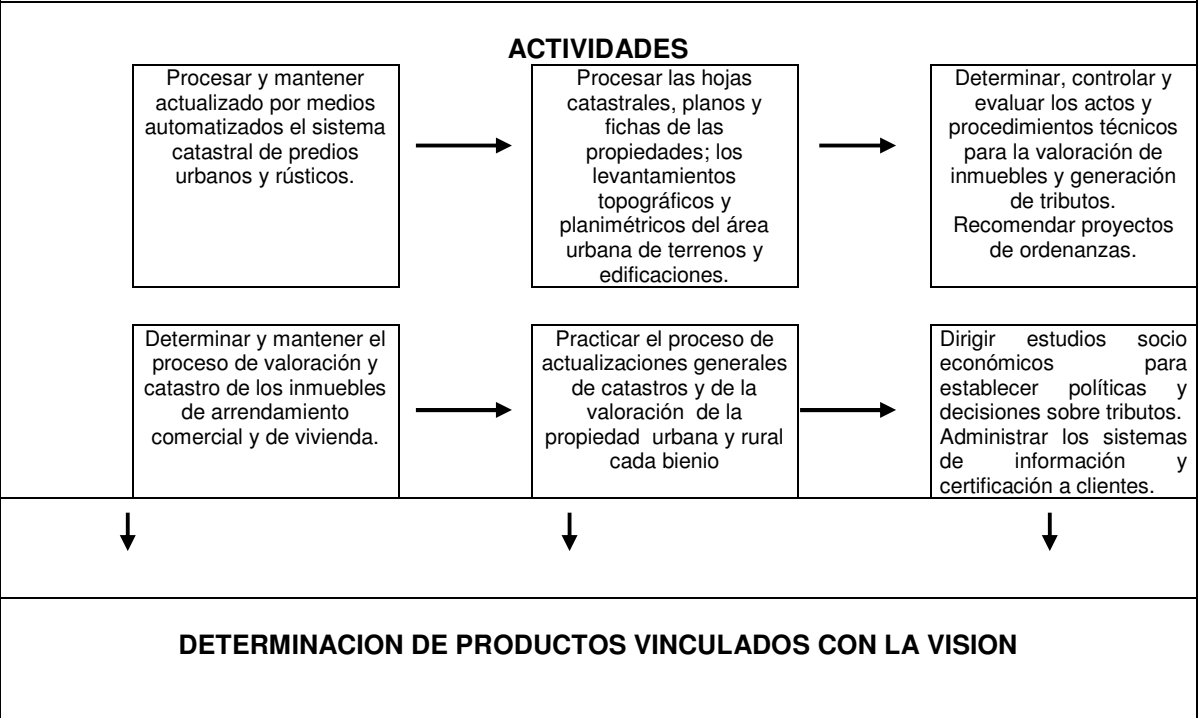 ACTIVIDADES
Procesar y mantener
actualizado por medios
automatizados el sistema
catastral de predios
urbanos y rústicos.
Procesar las hojas
catastrales, planos y
fichas de las
propiedades; los
levantamientos
topográficos y
planimétricos del área
urbana de terrenos y
edificaciones.
Determinar, controlar y
evaluar los actos y
procedimientos técnicos
para la valoración de
inmuebles y generación
de tributos.
Recomendar proyectos
de ordenanzas.
Determinar y mantener el
proceso de valoración y
catastro de los inmuebles
de arrendamiento
comercial y de vivienda.
Practicar el proceso de
actualizaciones generales
de catastros y de la
valoración de la
propiedad urbana y rural
cada bienio
Dirigir estudios socio
económicos para
establecer políticas y
decisiones sobre tributos.
Administrar los sistemas
de información y
certificación a clientes.
DETERMINACION DE PRODUCTOS VINCULADOS CON LA VISION